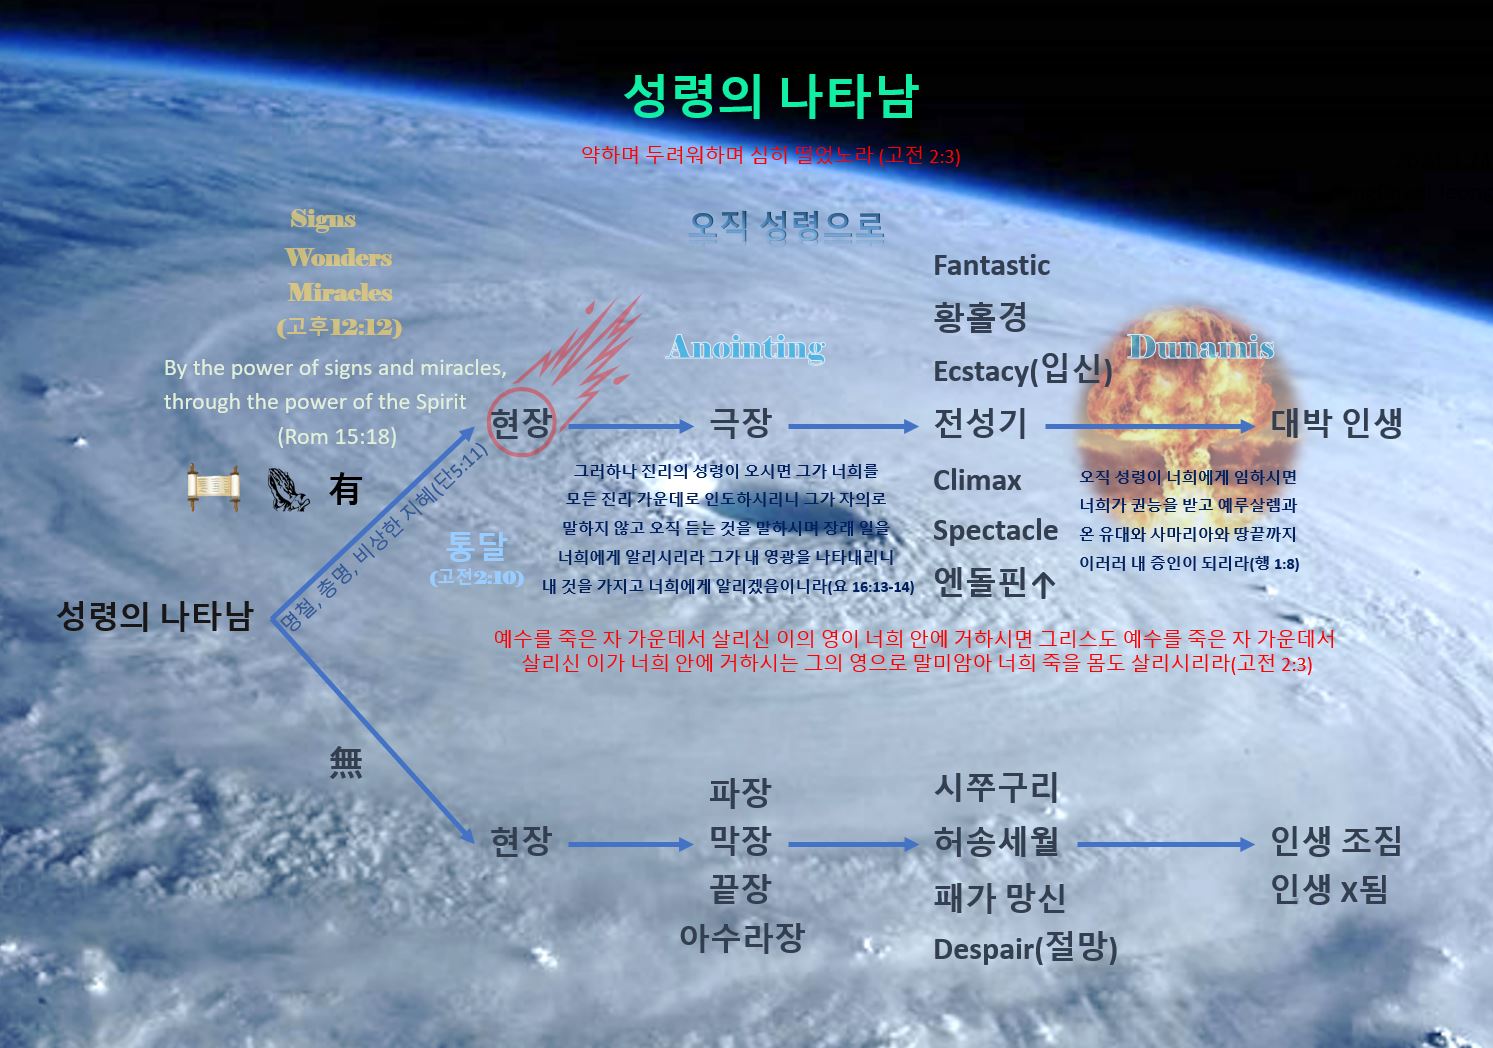 성령의 나타남
약하며 두려워하며 심히 떨었노라 (고전 2:3)
Signs
Wonders
Miracles
(고후12:12)
By the power of signs and miracles,
through the power of the Spirit
(Rom 15:18)
有
오직 성령으로
Anointing
Fantastic
황홀경
Ecstacy(입신)
Dunamis
현장
극장
전성기
대박 인생
명철, 총명, 비상한 지혜(단5:11)
통달
(고전2:10)
그러하나 진리의 성령이 오시면 그가 너희를
모든 진리 가운데로 인도하시리니 그가 자의로
말하지 않고 오직 듣는 것을 말하시며 장래 일을
너희에게 알리시리라 그가 내 영광을 나타내리니
내 것을 가지고 너희에게 알리겠음이니라(요 16:13-14)
Climax
Spectacle
엔돌핀↑
오직 성령이 너희에게 임하시면
너희가 권능을 받고 예루살렘과
온 유대와 사마리아와 땅끝까지
이러러 내 증인이 되리라(행 1:8)
성령의 나타남
예수를 죽은 자 가운데서 살리신 이의 영이 너희 안에 거하시면 그리스도 예수를 죽은 자 가운데서
살리신 이가 너희 안에 거하시는 그의 영으로 말미암아 너희 죽을 몸도 살리시리라(고전 2:3)
無
현장
파장
막장
끝장
아수라장
시쭈구리
허송세월
패가 망신
Despair(절망)
인생 조짐
인생 X됨